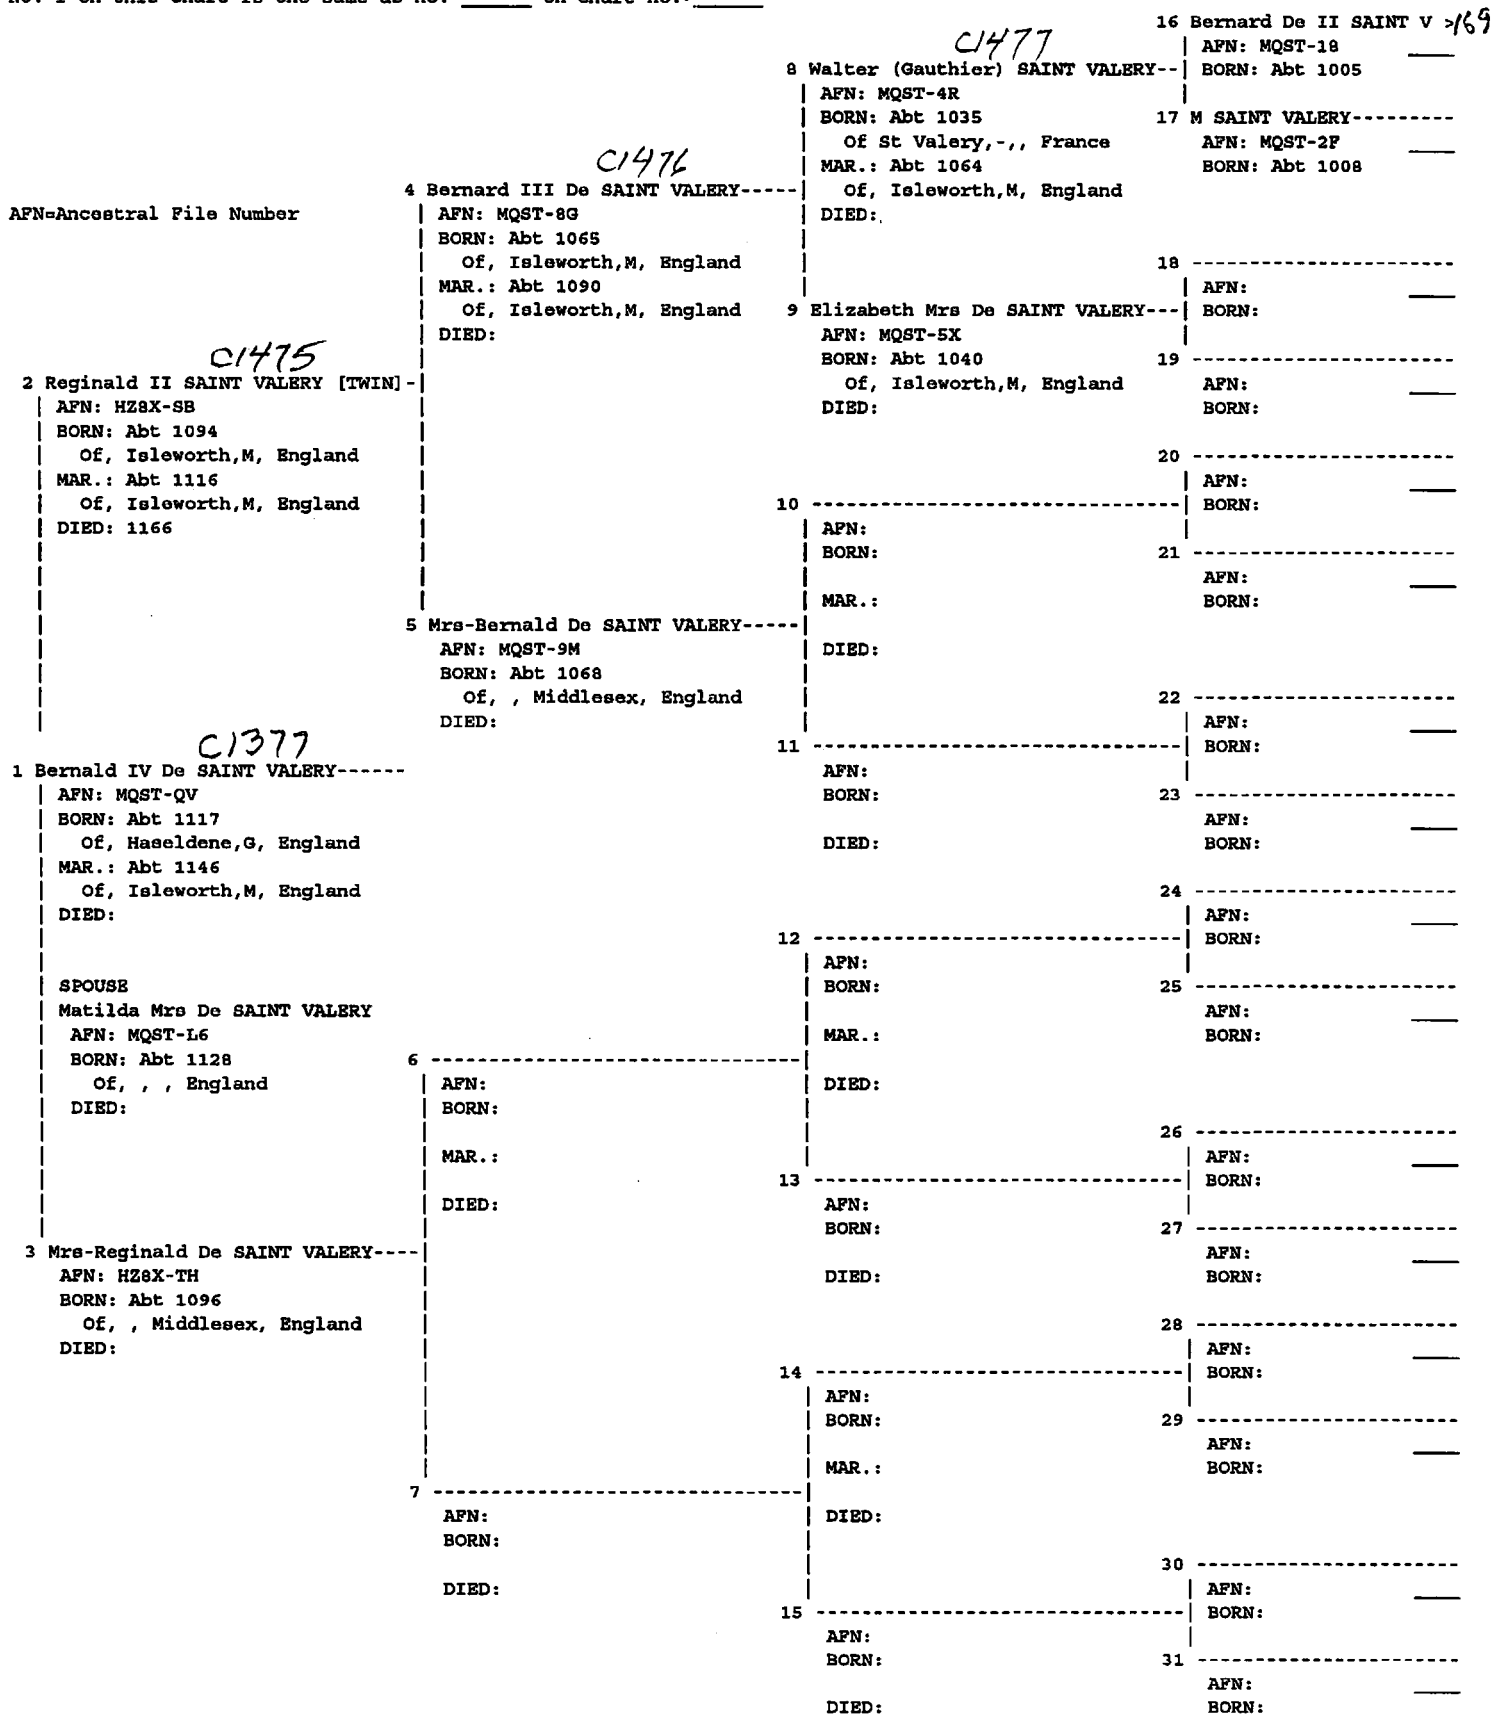 16 Bernard De II SAINT V >169
AFN: MQST-18
BORN: Abt 1005
C1477
8 Walter (Gauthier) SAINT VALERY--
AFN: MQST-4R
BORN: Abt 1035
Of St Valery,-,, France
MAR.: Abt 1064
Of, Isleworth,M, England
DIED:
17 M SAINT VALERY---------
AFN: MQST-2F
BORN: Abt 1008
C1476
4 Bernard III De SAINT VALERY-----
AFN=Ancestral File Number
AFN: MQST-8G
BORN: Abt 1065
Of, Isleworth,M, England
MAR.: Abt 1090
Of, Isleworth,M, England
DIED:
18 ------------------------
AFN:
BORN:
9 Elizabeth Mrs De SAINT VALERY---
AFN: MQST-5X
BORN: Abt 1040
Of, Isleworth,M, England
DIED:
19 ------------------------
AFN:
BORN:
C1475
2 Reginald II SAINT VALERY [TWIN]-
AFN: HZ8X-SB
BORN: Abt 1094
Of, Isleworth,M, England
MAR.: Abt 1116
Of, Isleworth,M, England
DIED: 1166
20 ------------------------
AFN:
BORN:
10 ------------------------------
AFN:
BORN:
MAR.:
DIED:
21 ------------------------
AFN:
BORN:
5 Mrs-Bernald De SAINT VALERY-----
AFN: MQST-9M
BORN: Abt 1068
Of, , Middlesex, England
DIED:
22 ------------------------
AFN:
BORN:
11 ------------------------------
AFN:
BORN:
DIED:
23 ------------------------
AFN:
BORN:
C1377
1 Bernald IV De SAINT VALERY------
AFN: MQST-QV
BORN: Abt 1117
Of, Haseldene,G, England
MAR.: Abt 1146
Of, Isleworth,M, England
DIED:
SPOUSE
Matilda Mrs De SAINT VALERY
AFN: MQST-L6
BORN: Abt 1128
Of, , , England
DIED:
24 ------------------------
AFN:
BORN:
12 ------------------------------
AFN:
BORN:
MAR.:
DIED:
25 ------------------------
AFN:
BORN:
6 -------------------------------
AFN:
BORN:
MAR.:
DIED:
26 ------------------------
AFN:
BORN:
13 ------------------------------
AFN:
BORN:
DIED:
27 ------------------------
AFN:
BORN:
3 Mrs-Reginald De SAINT VALERY----
AFN: HZ8X-TH
BORN: Abt 1096
Of, , Middlesex, England
DIED:
28 ------------------------
AFN:
BORN:
14 ------------------------------
AFN:
BORN:
MAR.:
DIED:
29 ------------------------
AFN:
BORN:
7 -------------------------------
AFN:
BORN:
DIED:
30 ------------------------
AFN:
BORN:
15 ------------------------------
AFN:
BORN:
DIED:
31 ------------------------
AFN:
BORN: